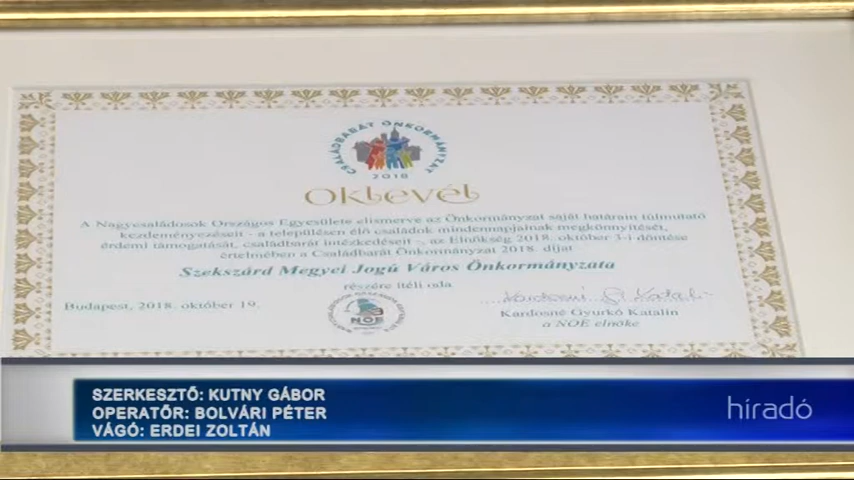 CSALÁDBARÁT ÖNKORMÁNYZAT
2018
Oklevél
A Nagycsaládosok Országos Egyesülete elismerve az Önkormányzat saját határain túlmutató
kezdeményezéseit - a településen élő családok mindennapjainak megkönnyítését,
érdemi támogatását, családbarát intézkedéseit -, az Elnökség 2018. október 3-i döntése
értelmében a Családbarát Önkormányzat 2018. díjat
Szekszárd Megyei Jogú Város Önkormányzata
részére ítéli oda
Budapest, 2018. október 19.
NOE
Kardosné Gyurkó Katalin
a NOE elnöke
SZERKESZTŐ: KUTNY GÁBOR
OPERATŐR: BOLVÁRI PÉTER
VÁGÓ: ERDEI ZOLTÁN
híradó